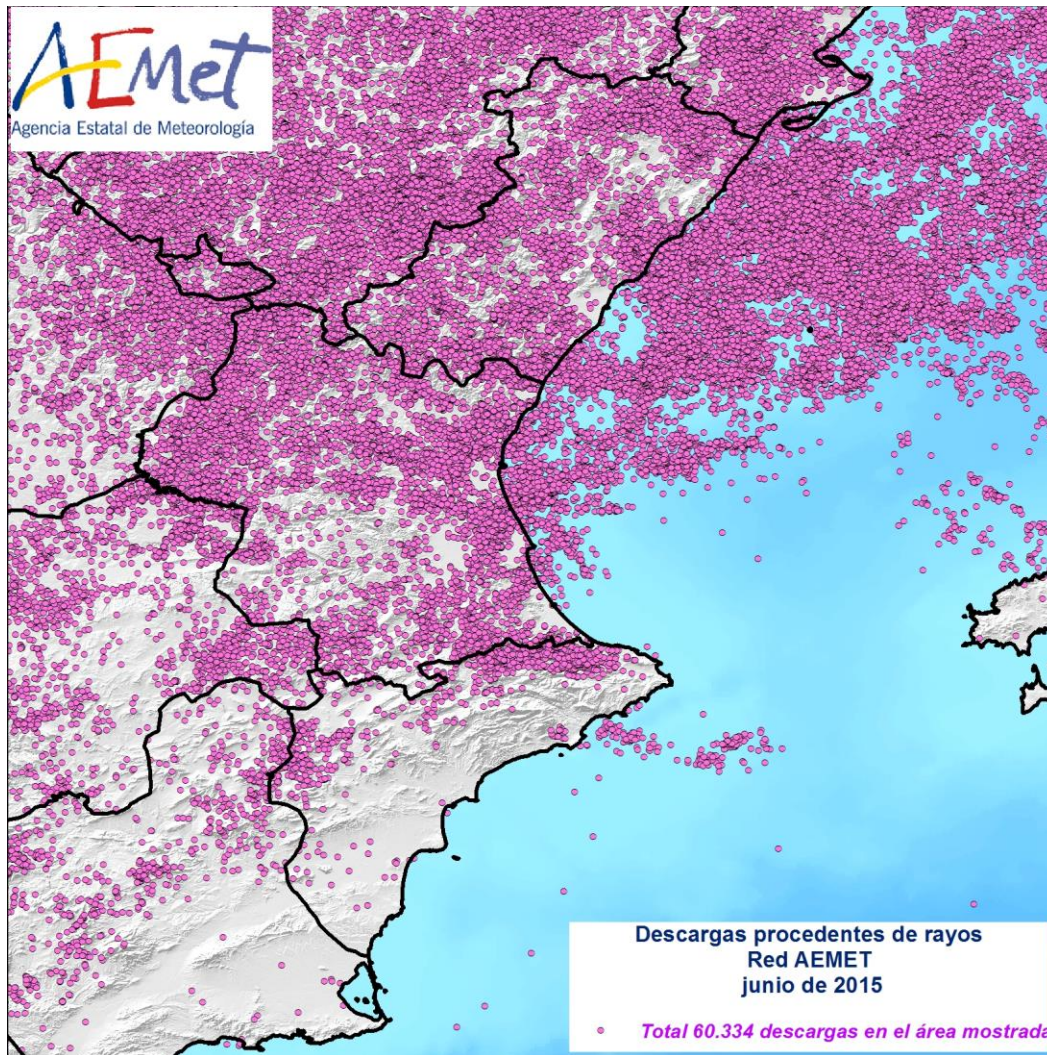 AEMet
Agencia Estatal de Meteorología
Descargas procedentes de rayos
Red AEMET
junio de 2015
Total 60.334 descargas en el área mostrada